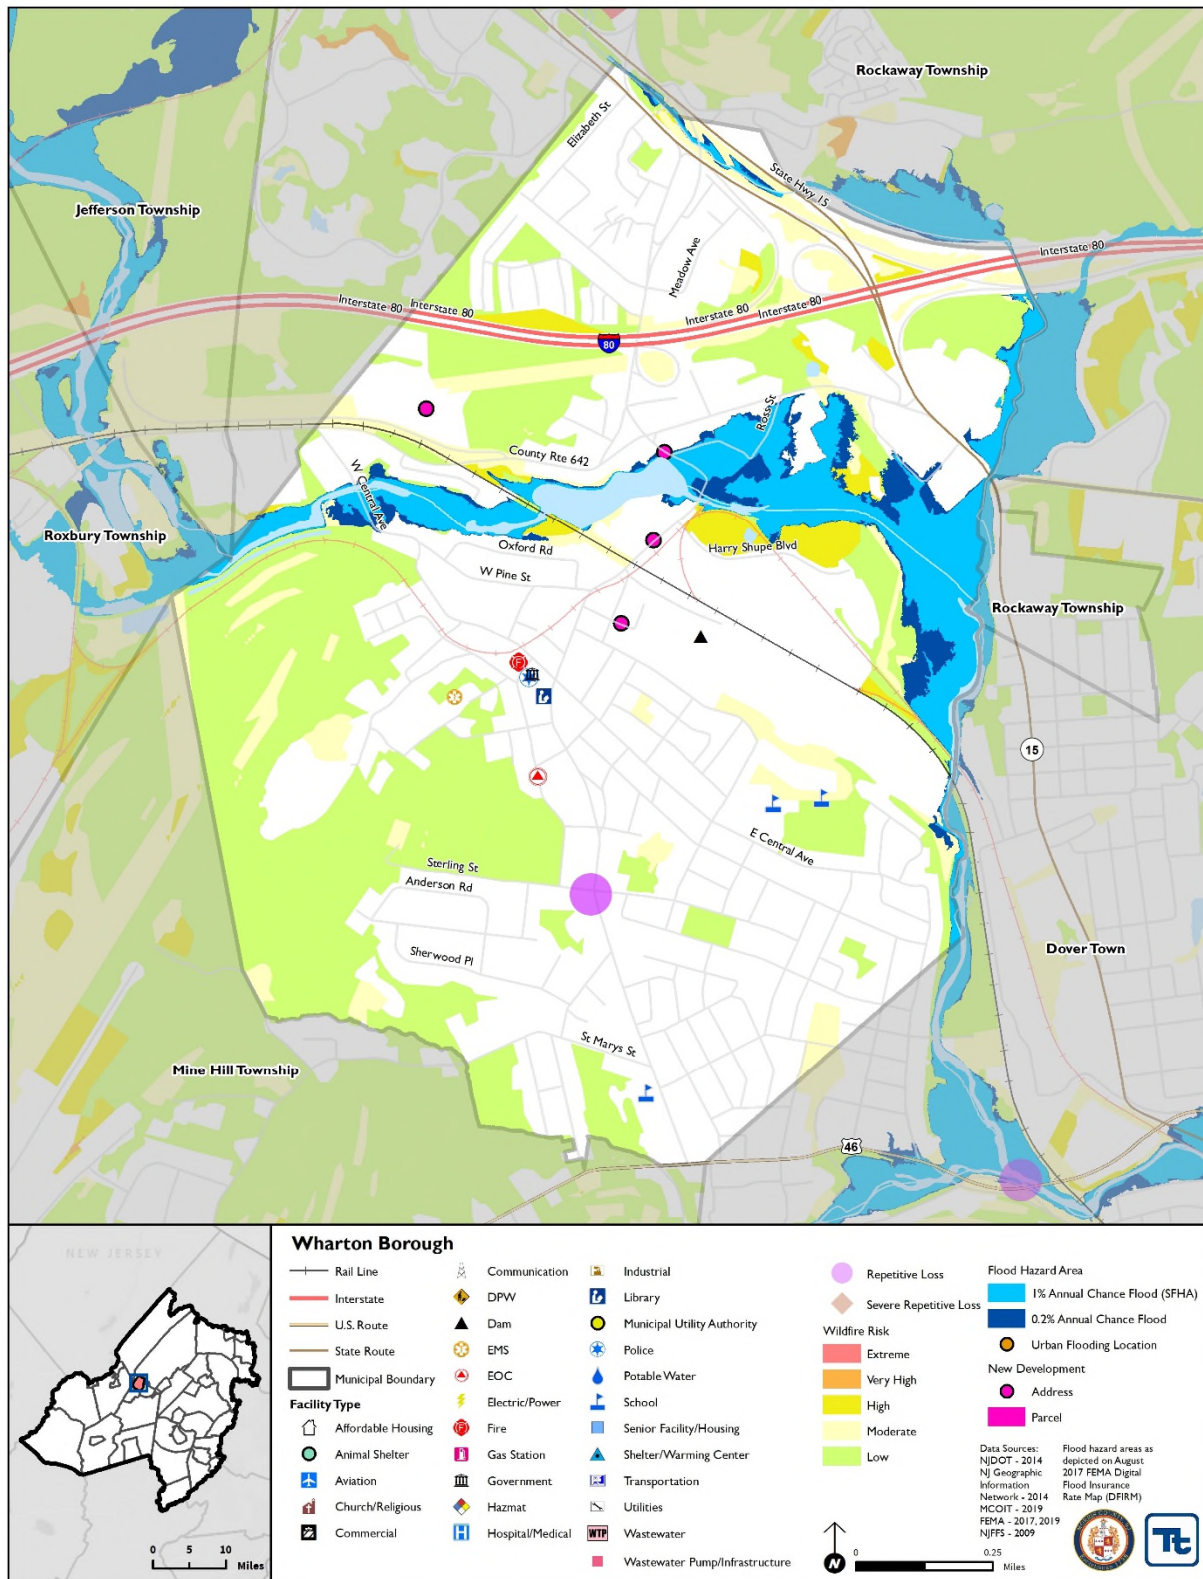 Rockaway Township
Elizabeth St
State Hwy 15
Jefferson Township
Meadow Ave
Interstate 80
Interstate 80
Interstate 80
Interstate 80
Interstate 80
80
Ross St
County Rte 642
W Central Ave
Roxbury Township
Oxford Rd
Harry Shupe Blvd
W Pine St
Rockaway Township
F
15
E Central Ave
Sterling St
Anderson Rd
Sherwood Pl
Dover Town
St Marys St
Mine Hill Township
46
NEW JERSEY
0 5 10
Miles
Wharton Borough
Rail Line
Interstate
U.S. Route
State Route
Municipal Boundary
Facility Type
Affordable Housing
Animal Shelter
Aviation
Church/Religious
Commercial
Communication
DPW
Dam
EMS
EOC
Electric/Power
F Fire
Gas Station
Government
Hazmat
H Hospital/Medical
Industrial
Library
Municipal Utility Authority
Police
Potable Water
School
Senior Facility/Housing
Shelter/Warming Center
Transportation
Utilities
WTP Wastewater
Wastewater Pump/Infrastructure
Repetitive Loss
Severe Repetitive Loss
Wildfire Risk
Extreme
Very High
High
Moderate
Low
Flood Hazard Area
1% Annual Chance Flood (SFHA)
0.2% Annual Chance Flood
Urban Flooding Location
New Development
Address
Parcel
Data Sources:
NJDOT - 2014
NJ Geographic
Information
Network - 2014
MCOIT - 2019
FEMA - 2017, 2019
NJFFS - 2009
Flood hazard areas as
depicted on August
2017 FEMA Digital
Flood Insurance
Rate Map (DFIRM)
N
0 0.25
Miles
Tt